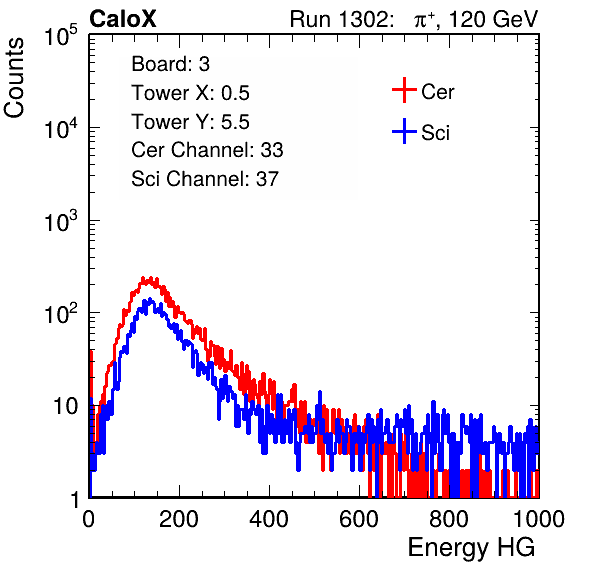 CaloX Run 1302: π⁺, 120 GeV
Board: 3
Tower X: 0.5
Tower Y: 5.5
Cer Channel: 33
Sci Channel: 37
Cer
Sci
Counts
10⁵
10⁴
10³
10²
10
1
0 200 400 600 800 1000
Energy HG